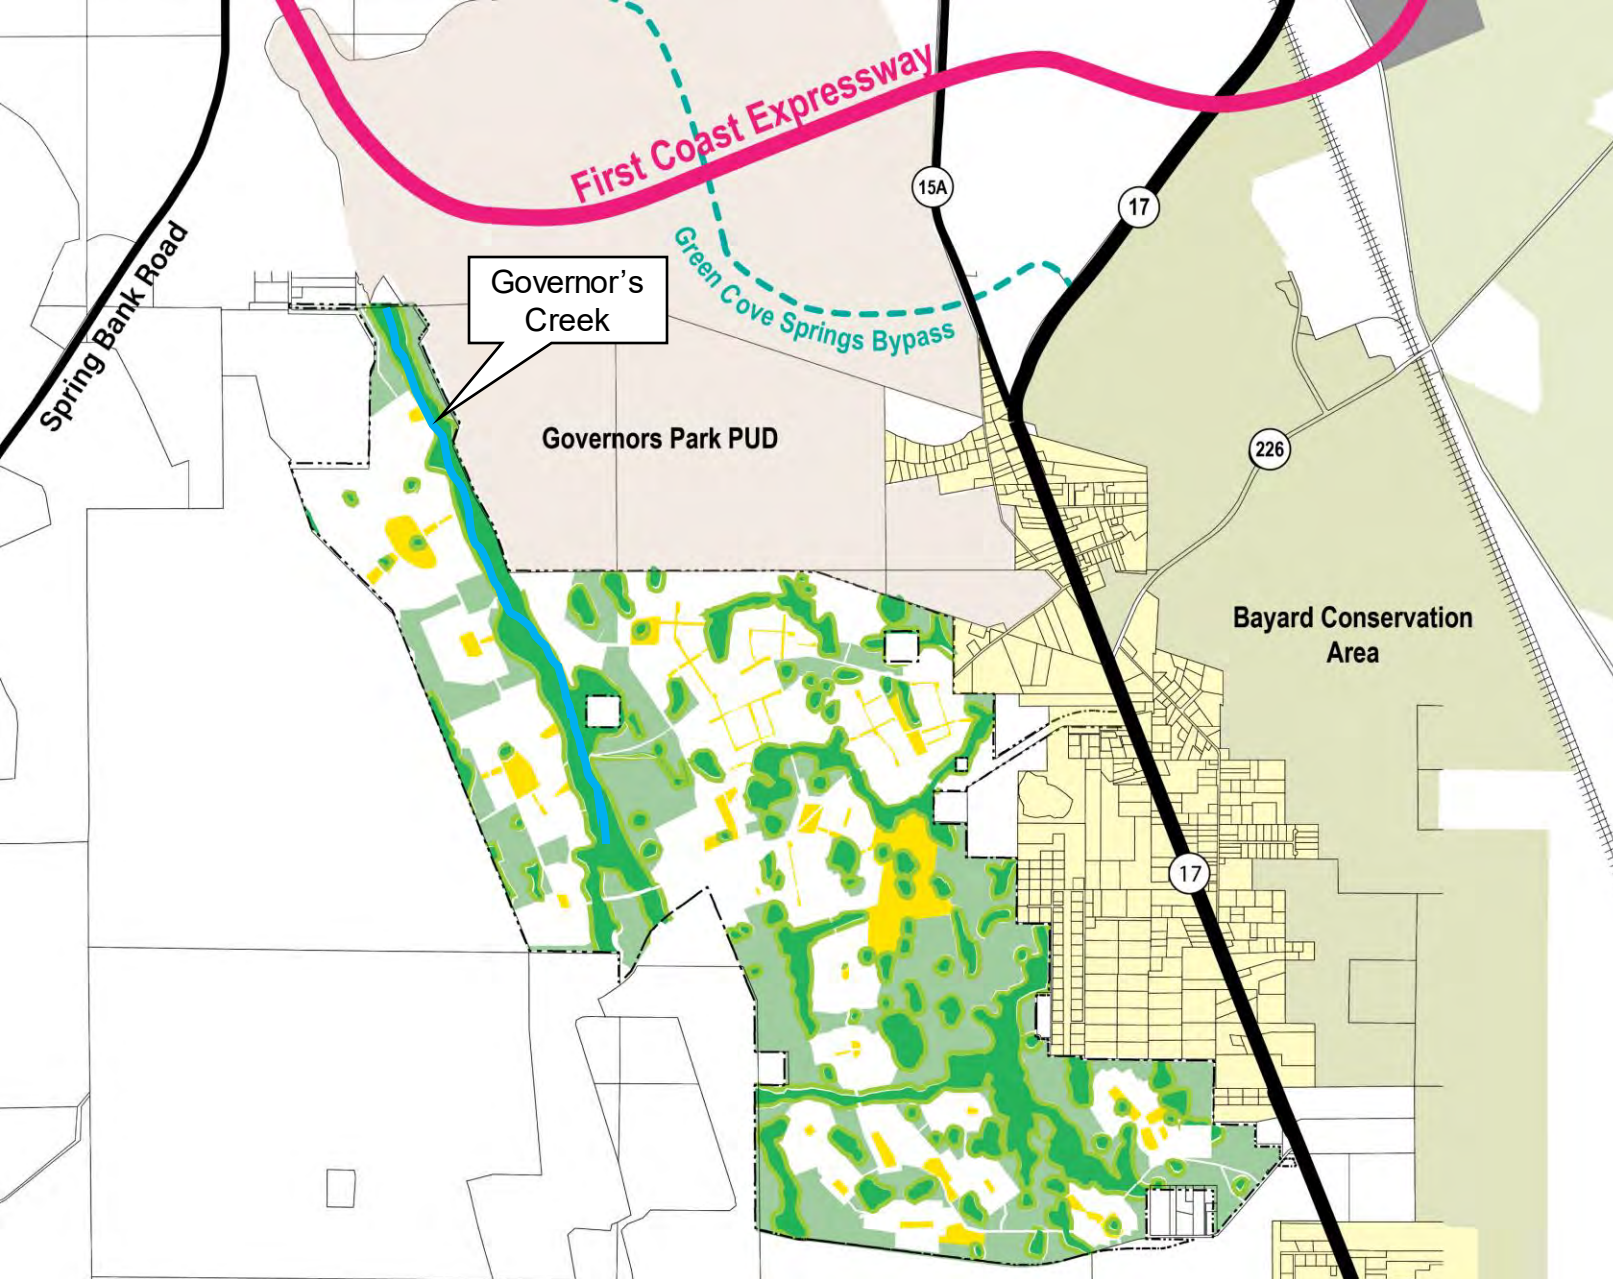 First Coast Expressway
15A
17
Spring Bank Road
Green Cove Springs Bypass
Governor's
Creek
Governors Park PUD
226
Bayard Conservation
Area
17